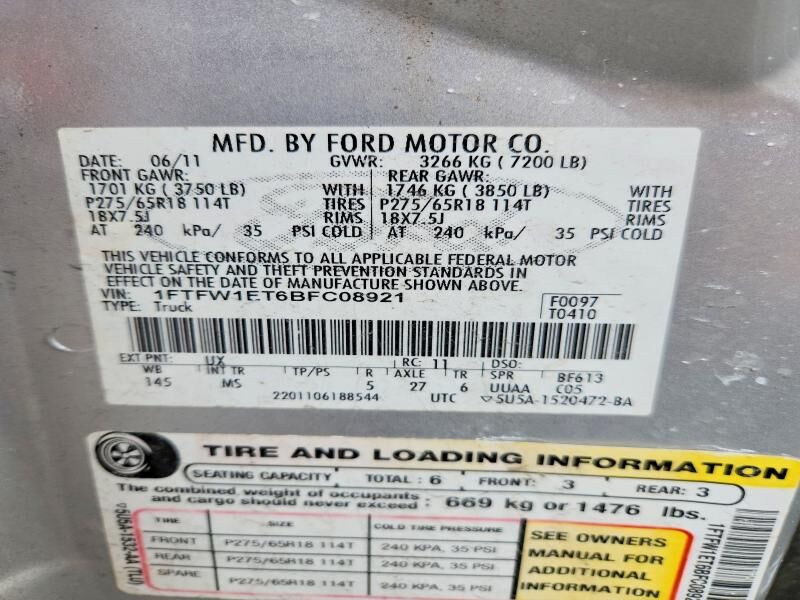 MFD. BY FORD MOTOR CO.
DATE: 06/11 GVWR: 3266 KG ( 7200 LB)
FRONT GAWR: REAR GAWR:
1701 KG ( 3750 LB) WITH 1746 KG ( 3850 LB) WITH
P275/65R18 114T TIRES P275/65R18 114T TIRES
18X7.5J RIMS 18X7.5J RIMS
AT 240 kPa/ 35 PSI COLD AT 240 kPa/ 35 PSI COLD
THIS VEHICLE CONFORMS TO ALL APPLICABLE FEDERAL MOTOR
VEHICLE SAFETY AND THEFT PREVENTION STANDARDS IN
EFFECT ON THE DATE OF MANUFACTURE SHOWN ABOVE.
VIN: 1FTFW1ET6BFC08921 F0097
TYPE: Truck T0410
EXT PNT: UX RC: 11 DSO:
WB INT TR TP/PS R AXLE TR SPR BF613
145 MS 5 27 6 UUAA C05
2201106188544 UTC ▽5U5A-1520472-BA
TIRE AND LOADING INFORMATION
SEATING CAPACITY TOTAL : 6 FRONT: 3 REAR: 3
The combined weight of occupants
and cargo should never exceed : 669 kg or 1476 lbs.
TIRE SIZE COLD TIRE PRESSURE
FRONT P275/65R18 114T 240 KPA, 35 PSI
REAR P275/65R18 114T 240 KPA, 35 PSI
SPARE P275/65R18 114T 240 KPA, 35 PSI
SEE OWNERS
MANUAL FOR
ADDITIONAL
INFORMATION
▽5U5A-1532-AA (TLU)
1FTFW1ET6BFC089